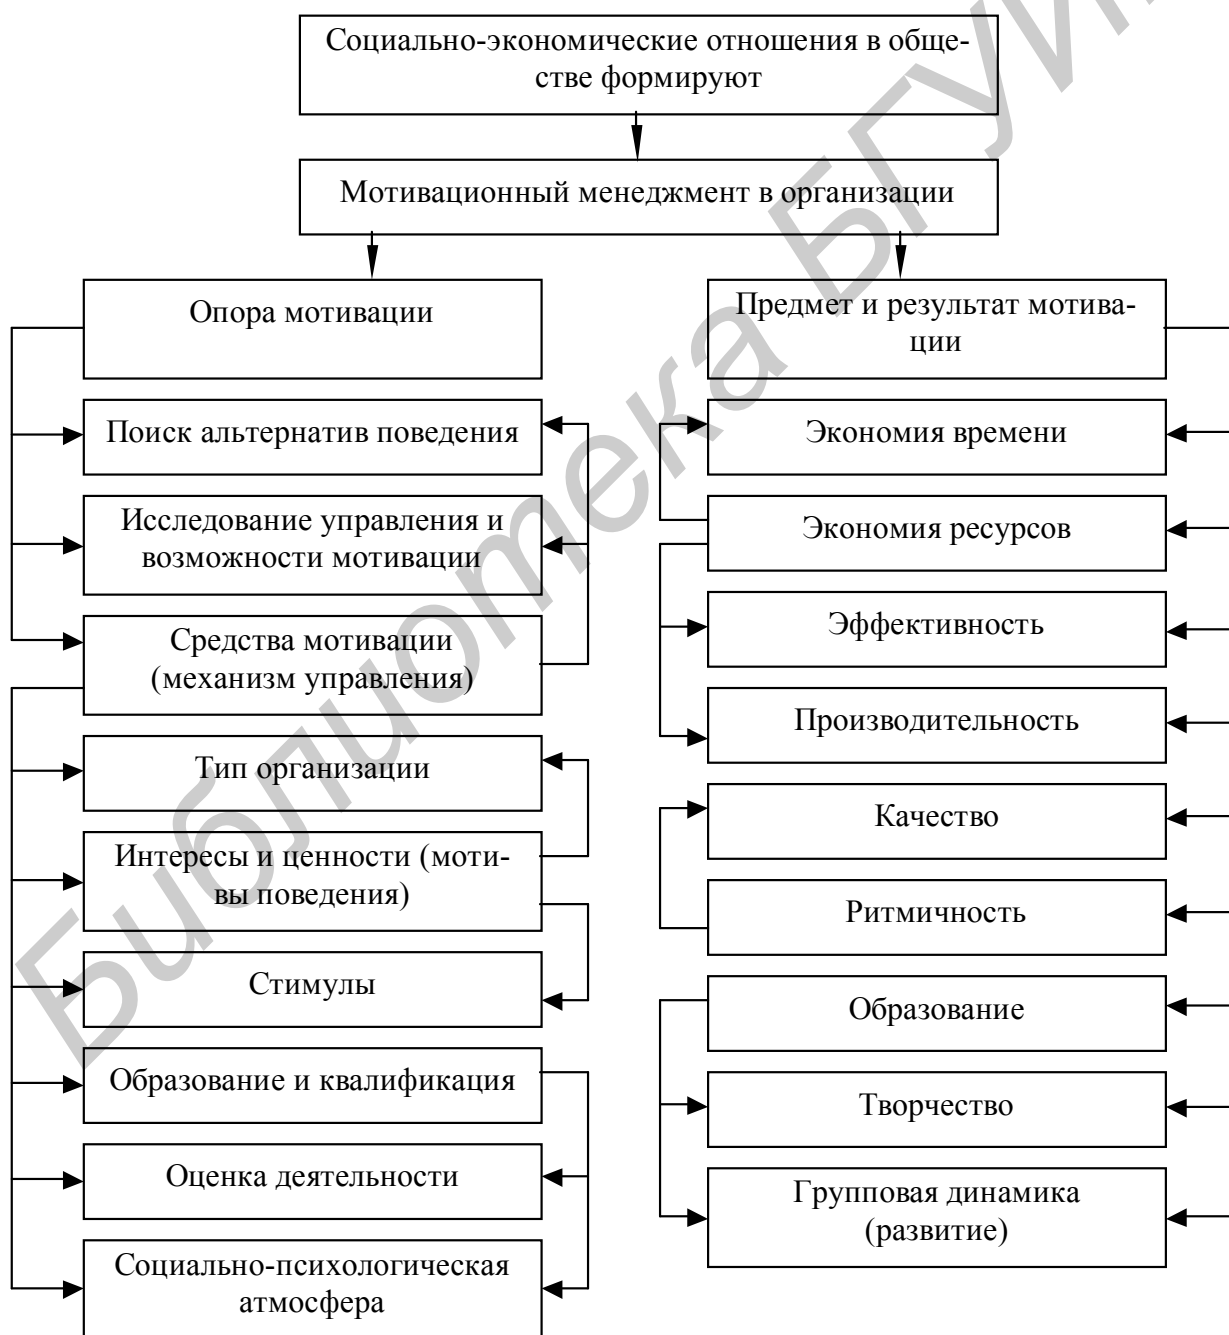 Социально-экономические отношения в обще-
стве формируют
Мотивационный менеджмент в организации
Опора мотивации
Поиск альтернатив поведения
Исследование управления и
возможности мотивации
Средства мотивации
(механизм управления)
Тип организации
Интересы и ценности (моти-
вы поведения)
Стимулы
Образование и квалификация
Оценка деятельности
Социально-психологическая
атмосфера
Предмет и результат мотива-
ции
Экономия времени
Экономия ресурсов
Эффективность
Производительность
Качество
Ритмичность
Образование
Творчество
Групповая динамика
(развитие)
Библиотека